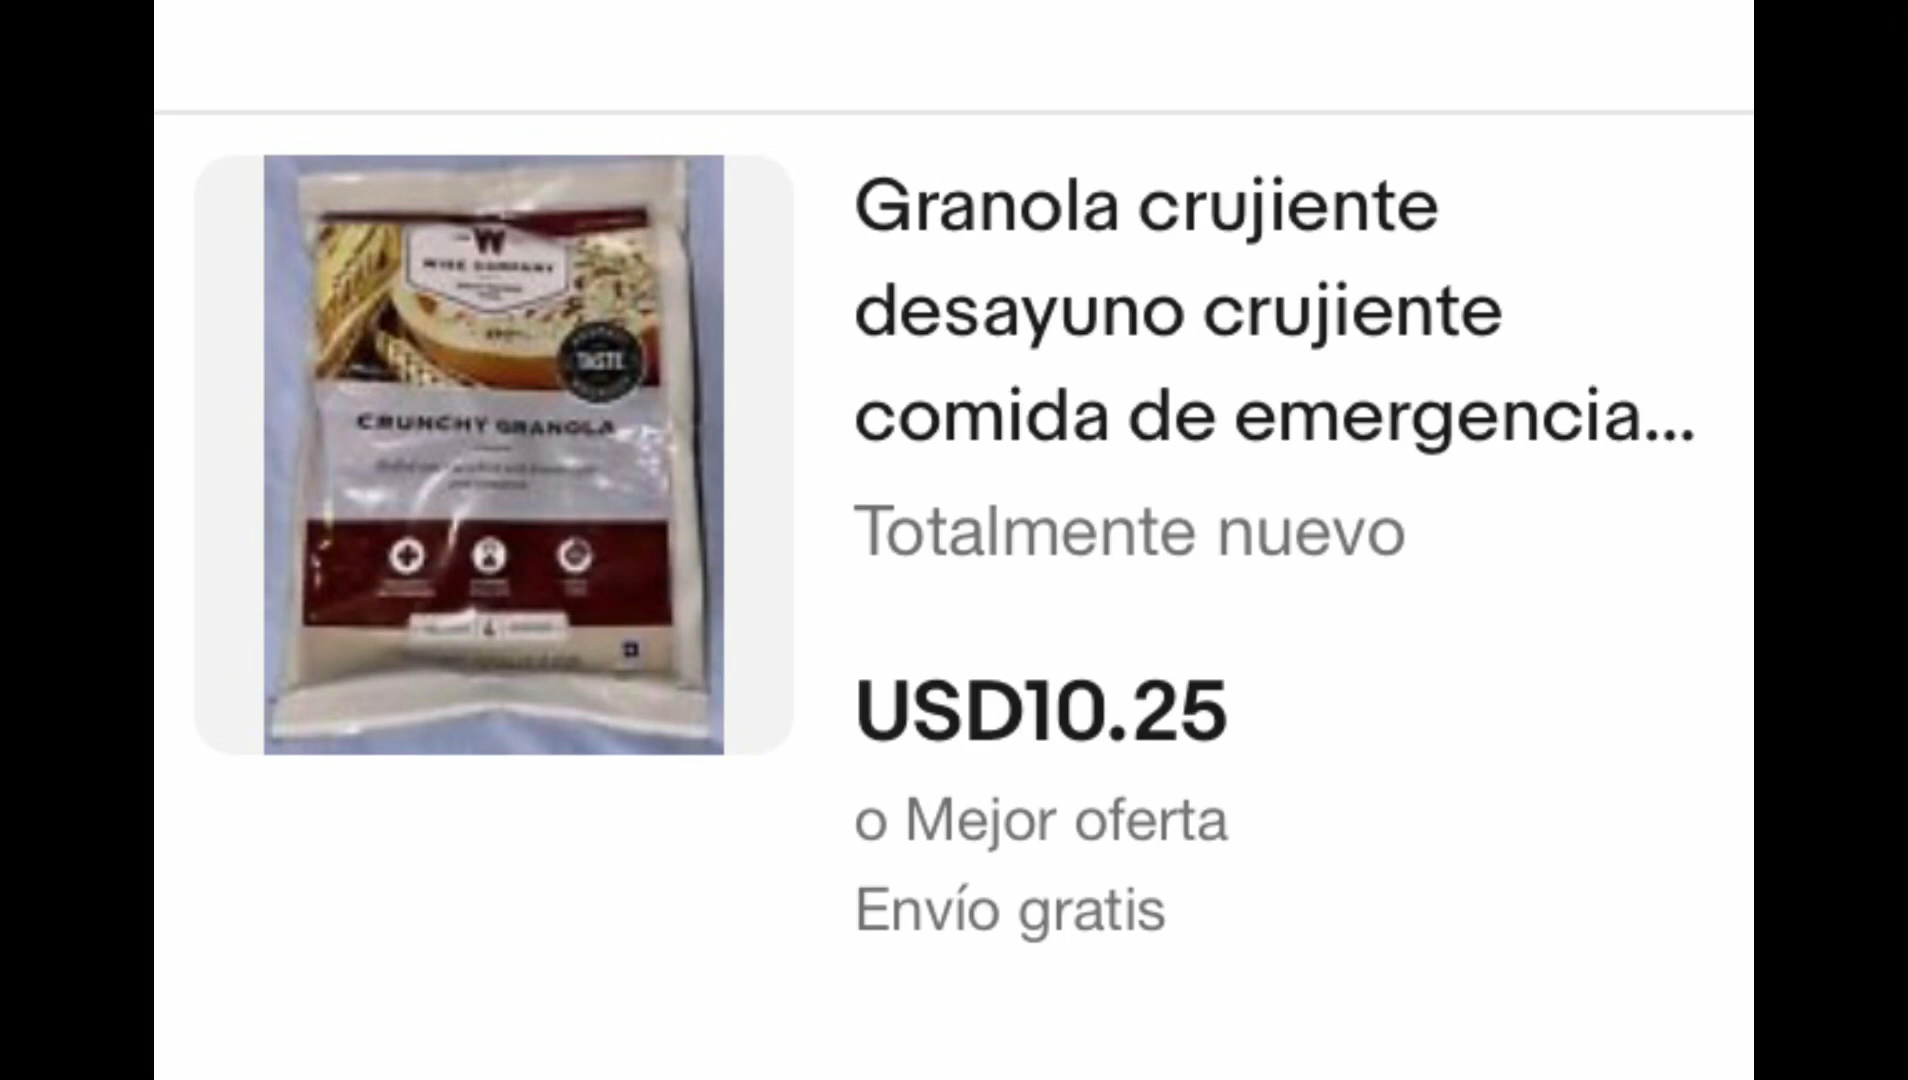 W
WISE COMPANY
TASTE
CRUNCHY GRANOLA
4
Granola crujiente
desayuno crujiente
comida de emergencia...
Totalmente nuevo
USD10.25
o Mejor oferta
Envío gratis